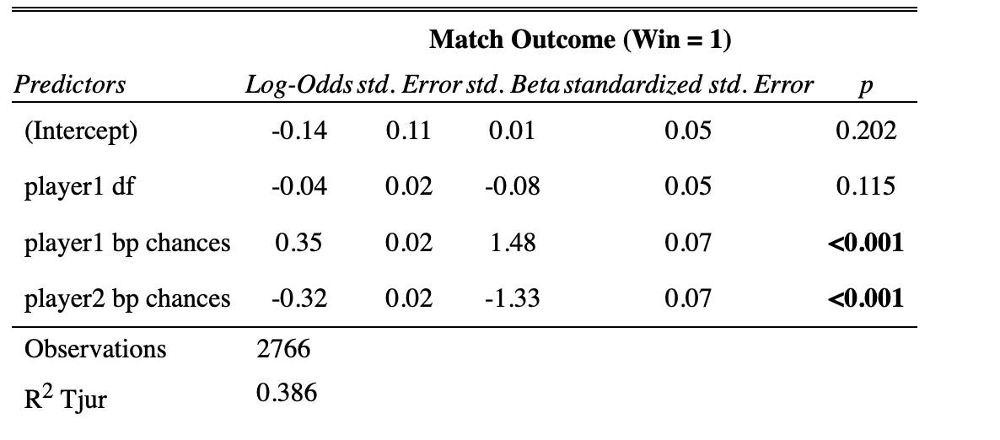 Match Outcome (Win = 1)
Predictors Log-Odds std. Error std. Beta standardized std. Error p
(Intercept) -0.14 0.11 0.01 0.05 0.202
player1 df -0.04 0.02 -0.08 0.05 0.115
player1 bp chances 0.35 0.02 1.48 0.07 <0.001
player2 bp chances -0.32 0.02 -1.33 0.07 <0.001
Observations 2766
R² Tjur 0.386